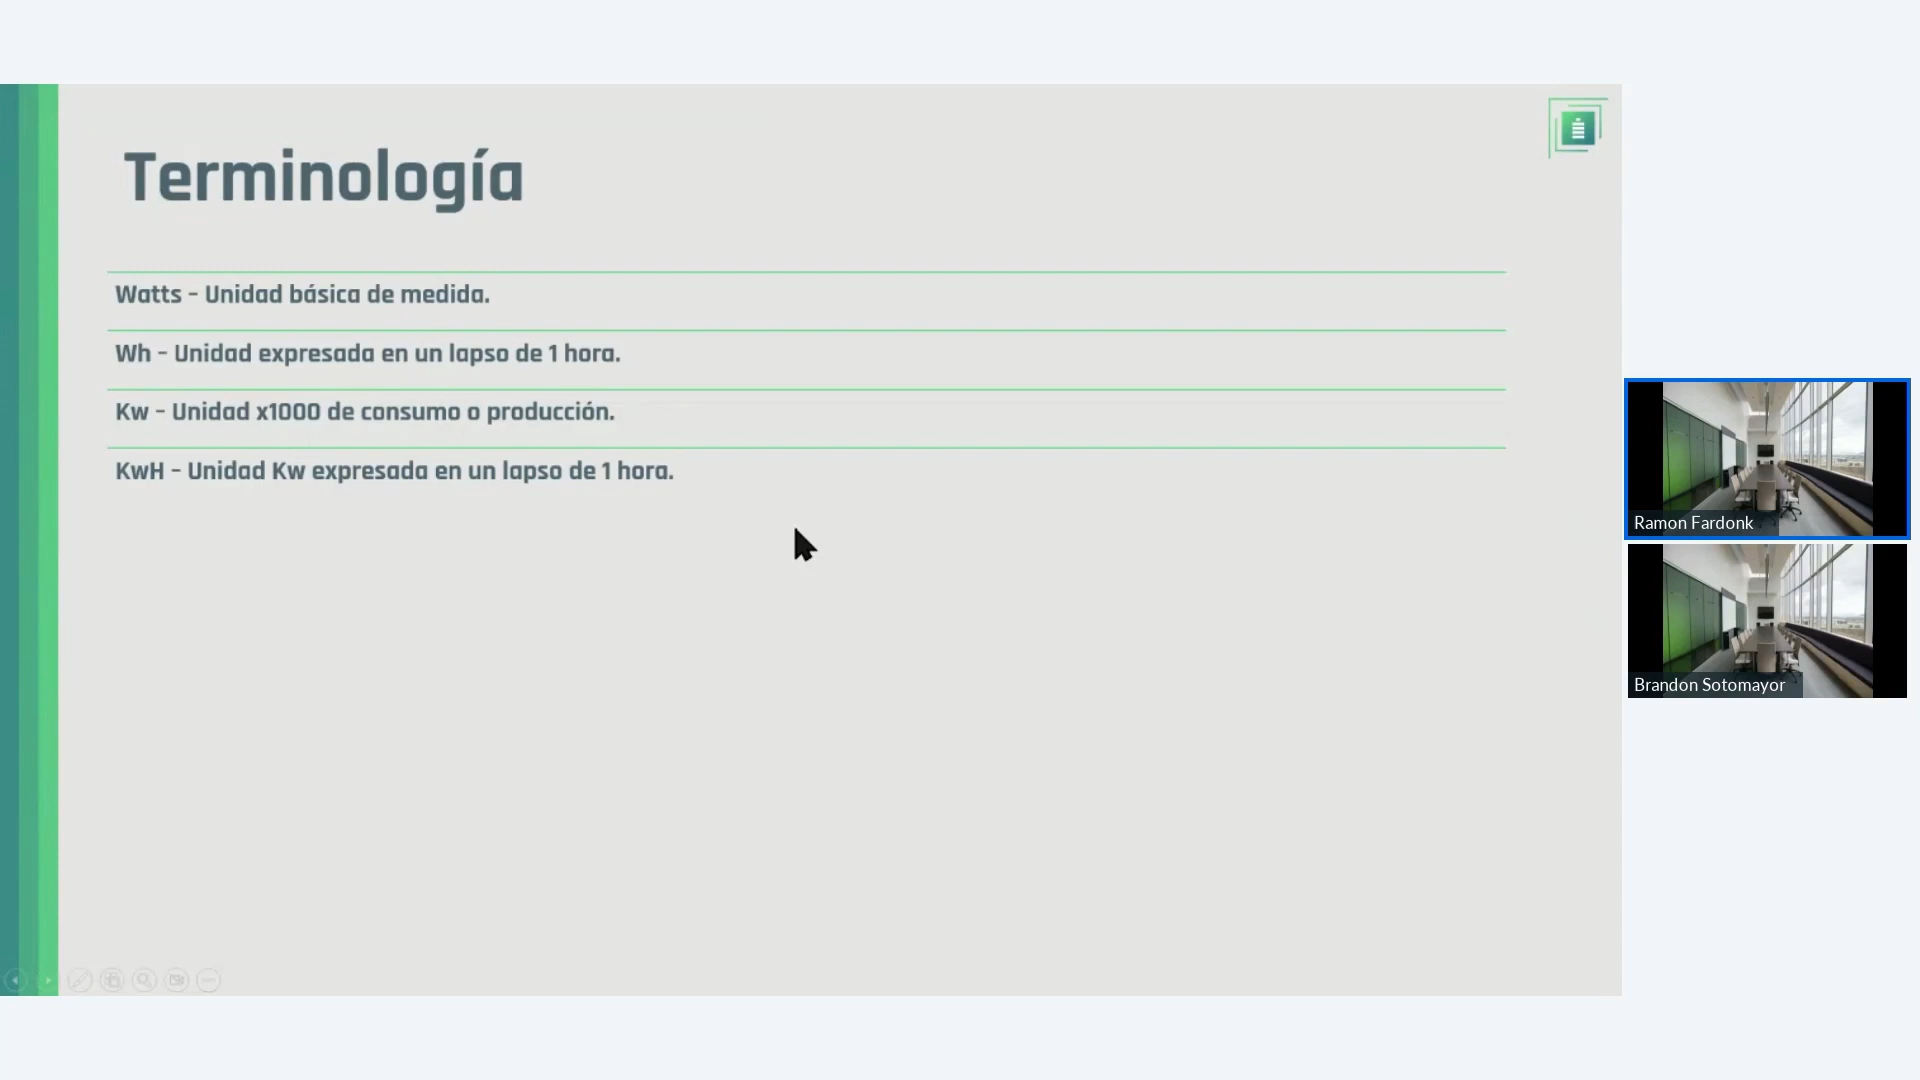 Terminología
Watts - Unidad básica de medida.
Wh - Unidad expresada en un lapso de 1 hora.
Kw - Unidad x1000 de consumo o producción.
KwH - Unidad Kw expresada en un lapso de 1 hora.
Ramon Fardonk
Brandon Sotomayor